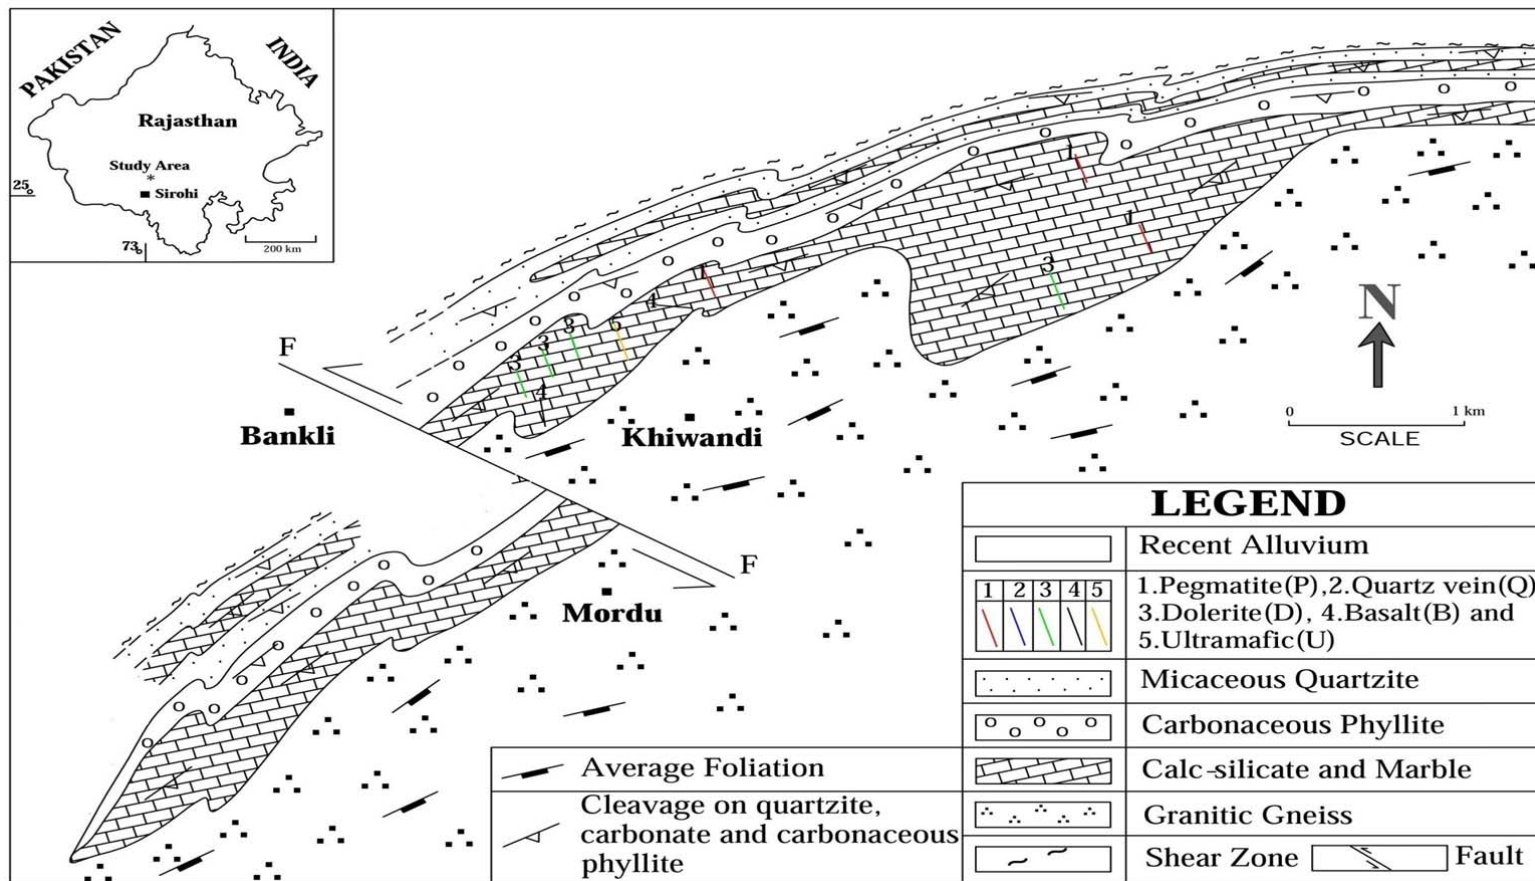 PAKISTAN
INDIA
Rajasthan
Study Area
*
Sirohi
25°
73°
200 km
1
1
3
1
4
3
5
3
3
4
F
Bankli
Khiwandi
N
0 1 km
SCALE
F
Mordu
LEGEND
Recent Alluvium
1 2 3 4 5
1.Pegmatite(P),2.Quartz vein(Q)
3.Dolerite(D), 4.Basalt(B) and
5.Ultramafic(U)
Micaceous Quartzite
Carbonaceous Phyllite
Average Foliation
Calc-silicate and Marble
Cleavage on quartzite,
carbonate and carbonaceous
phyllite
Granitic Gneiss
Shear Zone
Fault